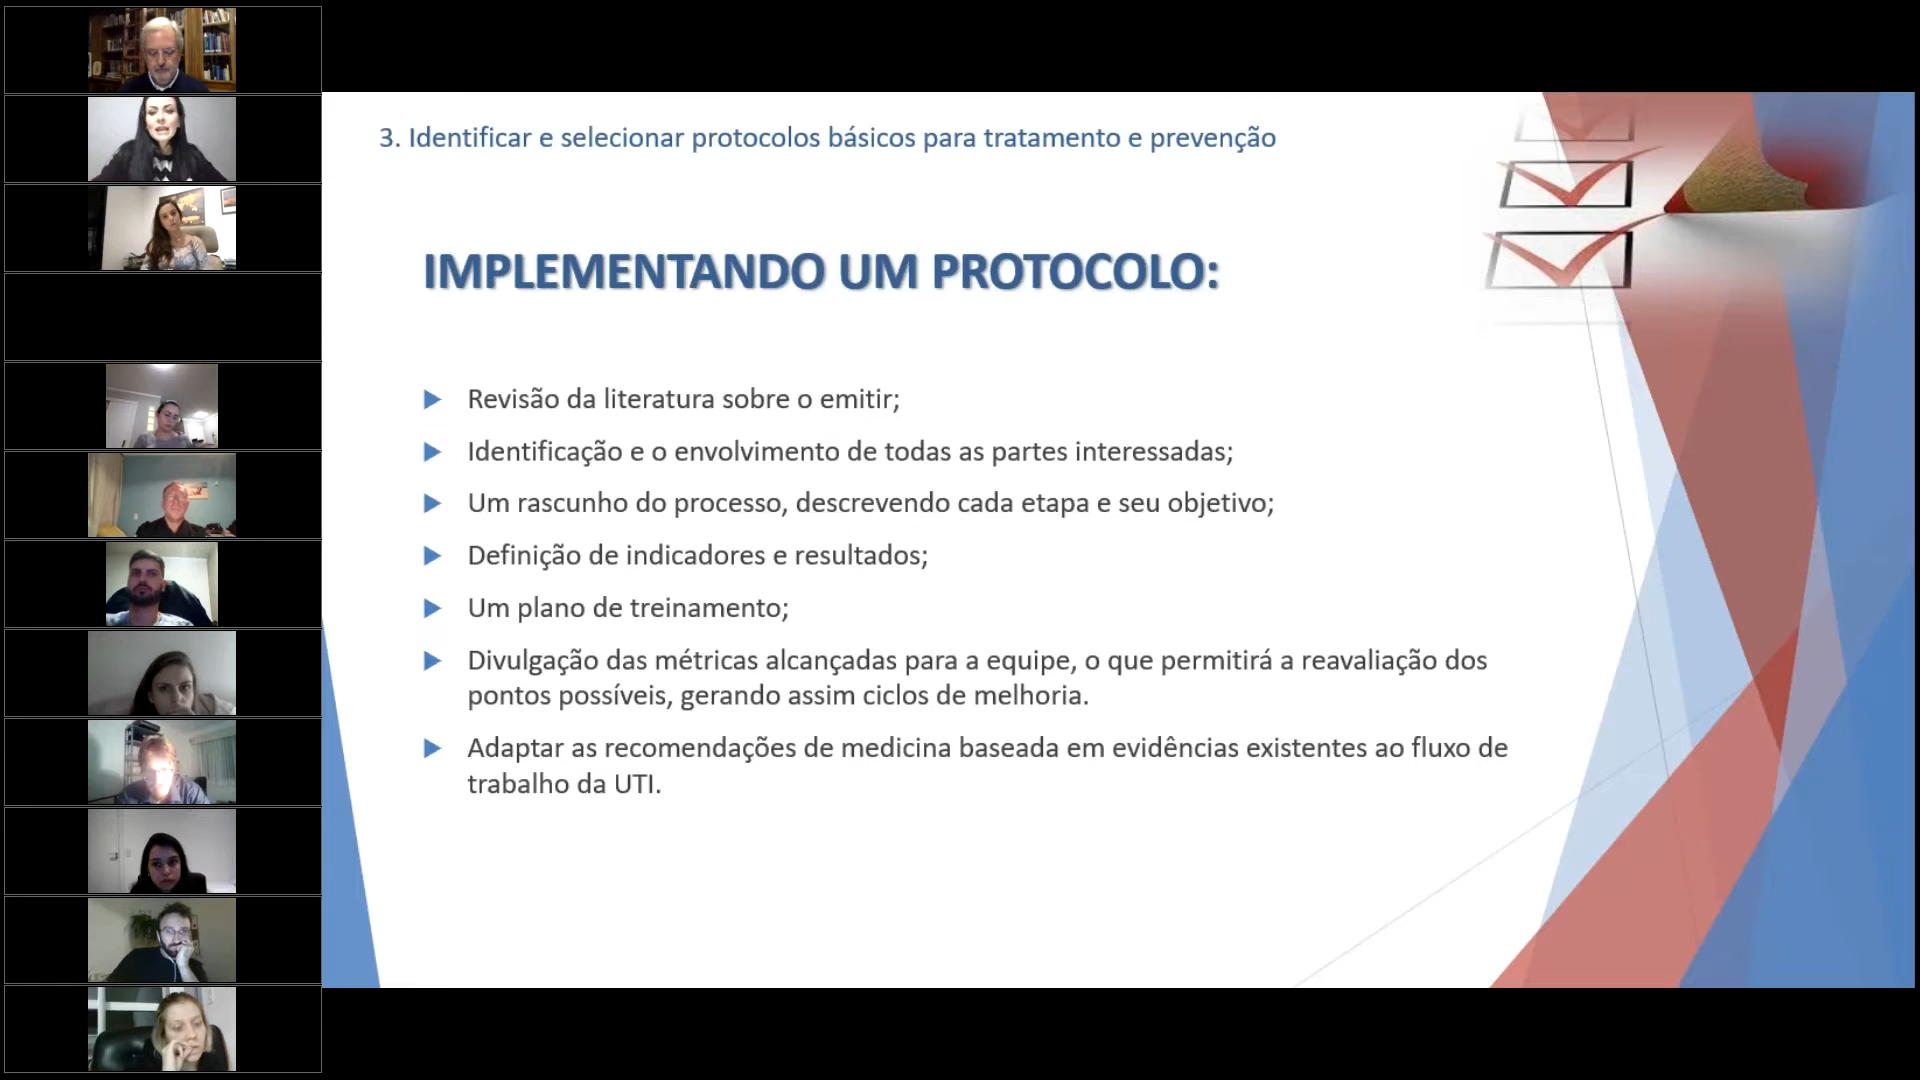 3. Identificar e selecionar protocolos básicos para tratamento e prevenção
IMPLEMENTANDO UM PROTOCOLO:
Revisão da literatura sobre o emitir;
Identificação e o envolvimento de todas as partes interessadas;
Um rascunho do processo, descrevendo cada etapa e seu objetivo;
Definição de indicadores e resultados;
Um plano de treinamento;
Divulgação das métricas alcançadas para a equipe, o que permitirá a reavaliação dos
pontos possíveis, gerando assim ciclos de melhoria.
Adaptar as recomendações de medicina baseada em evidências existentes ao fluxo de
trabalho da UTI.